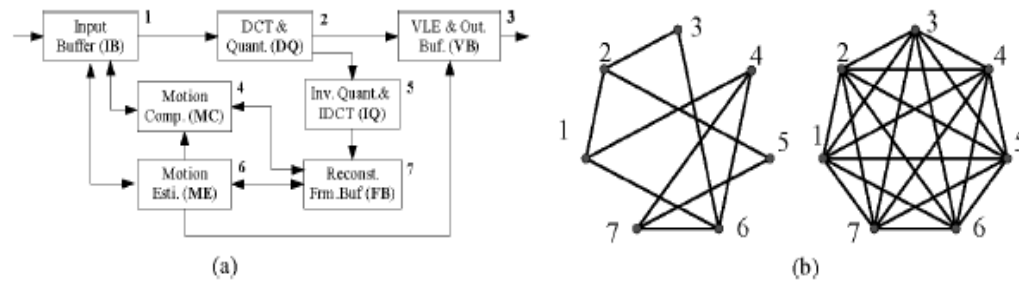 1
Input
Buffer (IB)
2
DCT &
Quant. (DQ)
3
VLE & Out.
Buf. (VB)
4
Motion
Comp. (MC)
5
Inv. Quant.&
IDCT (IQ)
6
Motion
Esti. (ME)
7
Reconst.
Frm.Buf (FB)
(a)
3
2
4
1
5
7
6
3
2
4
1
5
7
6
(b)